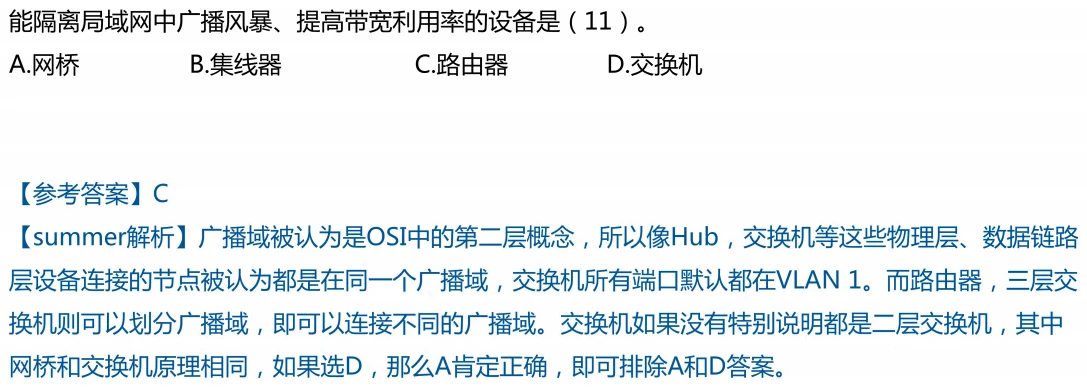 能隔离局域网中广播风暴、提高带宽利用率的设备是（11）。
A.网桥 B.集线器 C.路由器 D.交换机
【参考答案】C
【summer解析】广播域被认为是OSI中的第二层概念，所以像Hub，交换机等这些物理层、数据链路
层设备连接的节点被认为都是在同一个广播域，交换机所有端口默认都在VLAN 1。而路由器，三层交
换机则可以划分广播域，即可以连接不同的广播域。交换机如果没有特别说明都是二层交换机，其中
网桥和交换机原理相同，如果选D，那么A肯定正确，即可排除A和D答案。